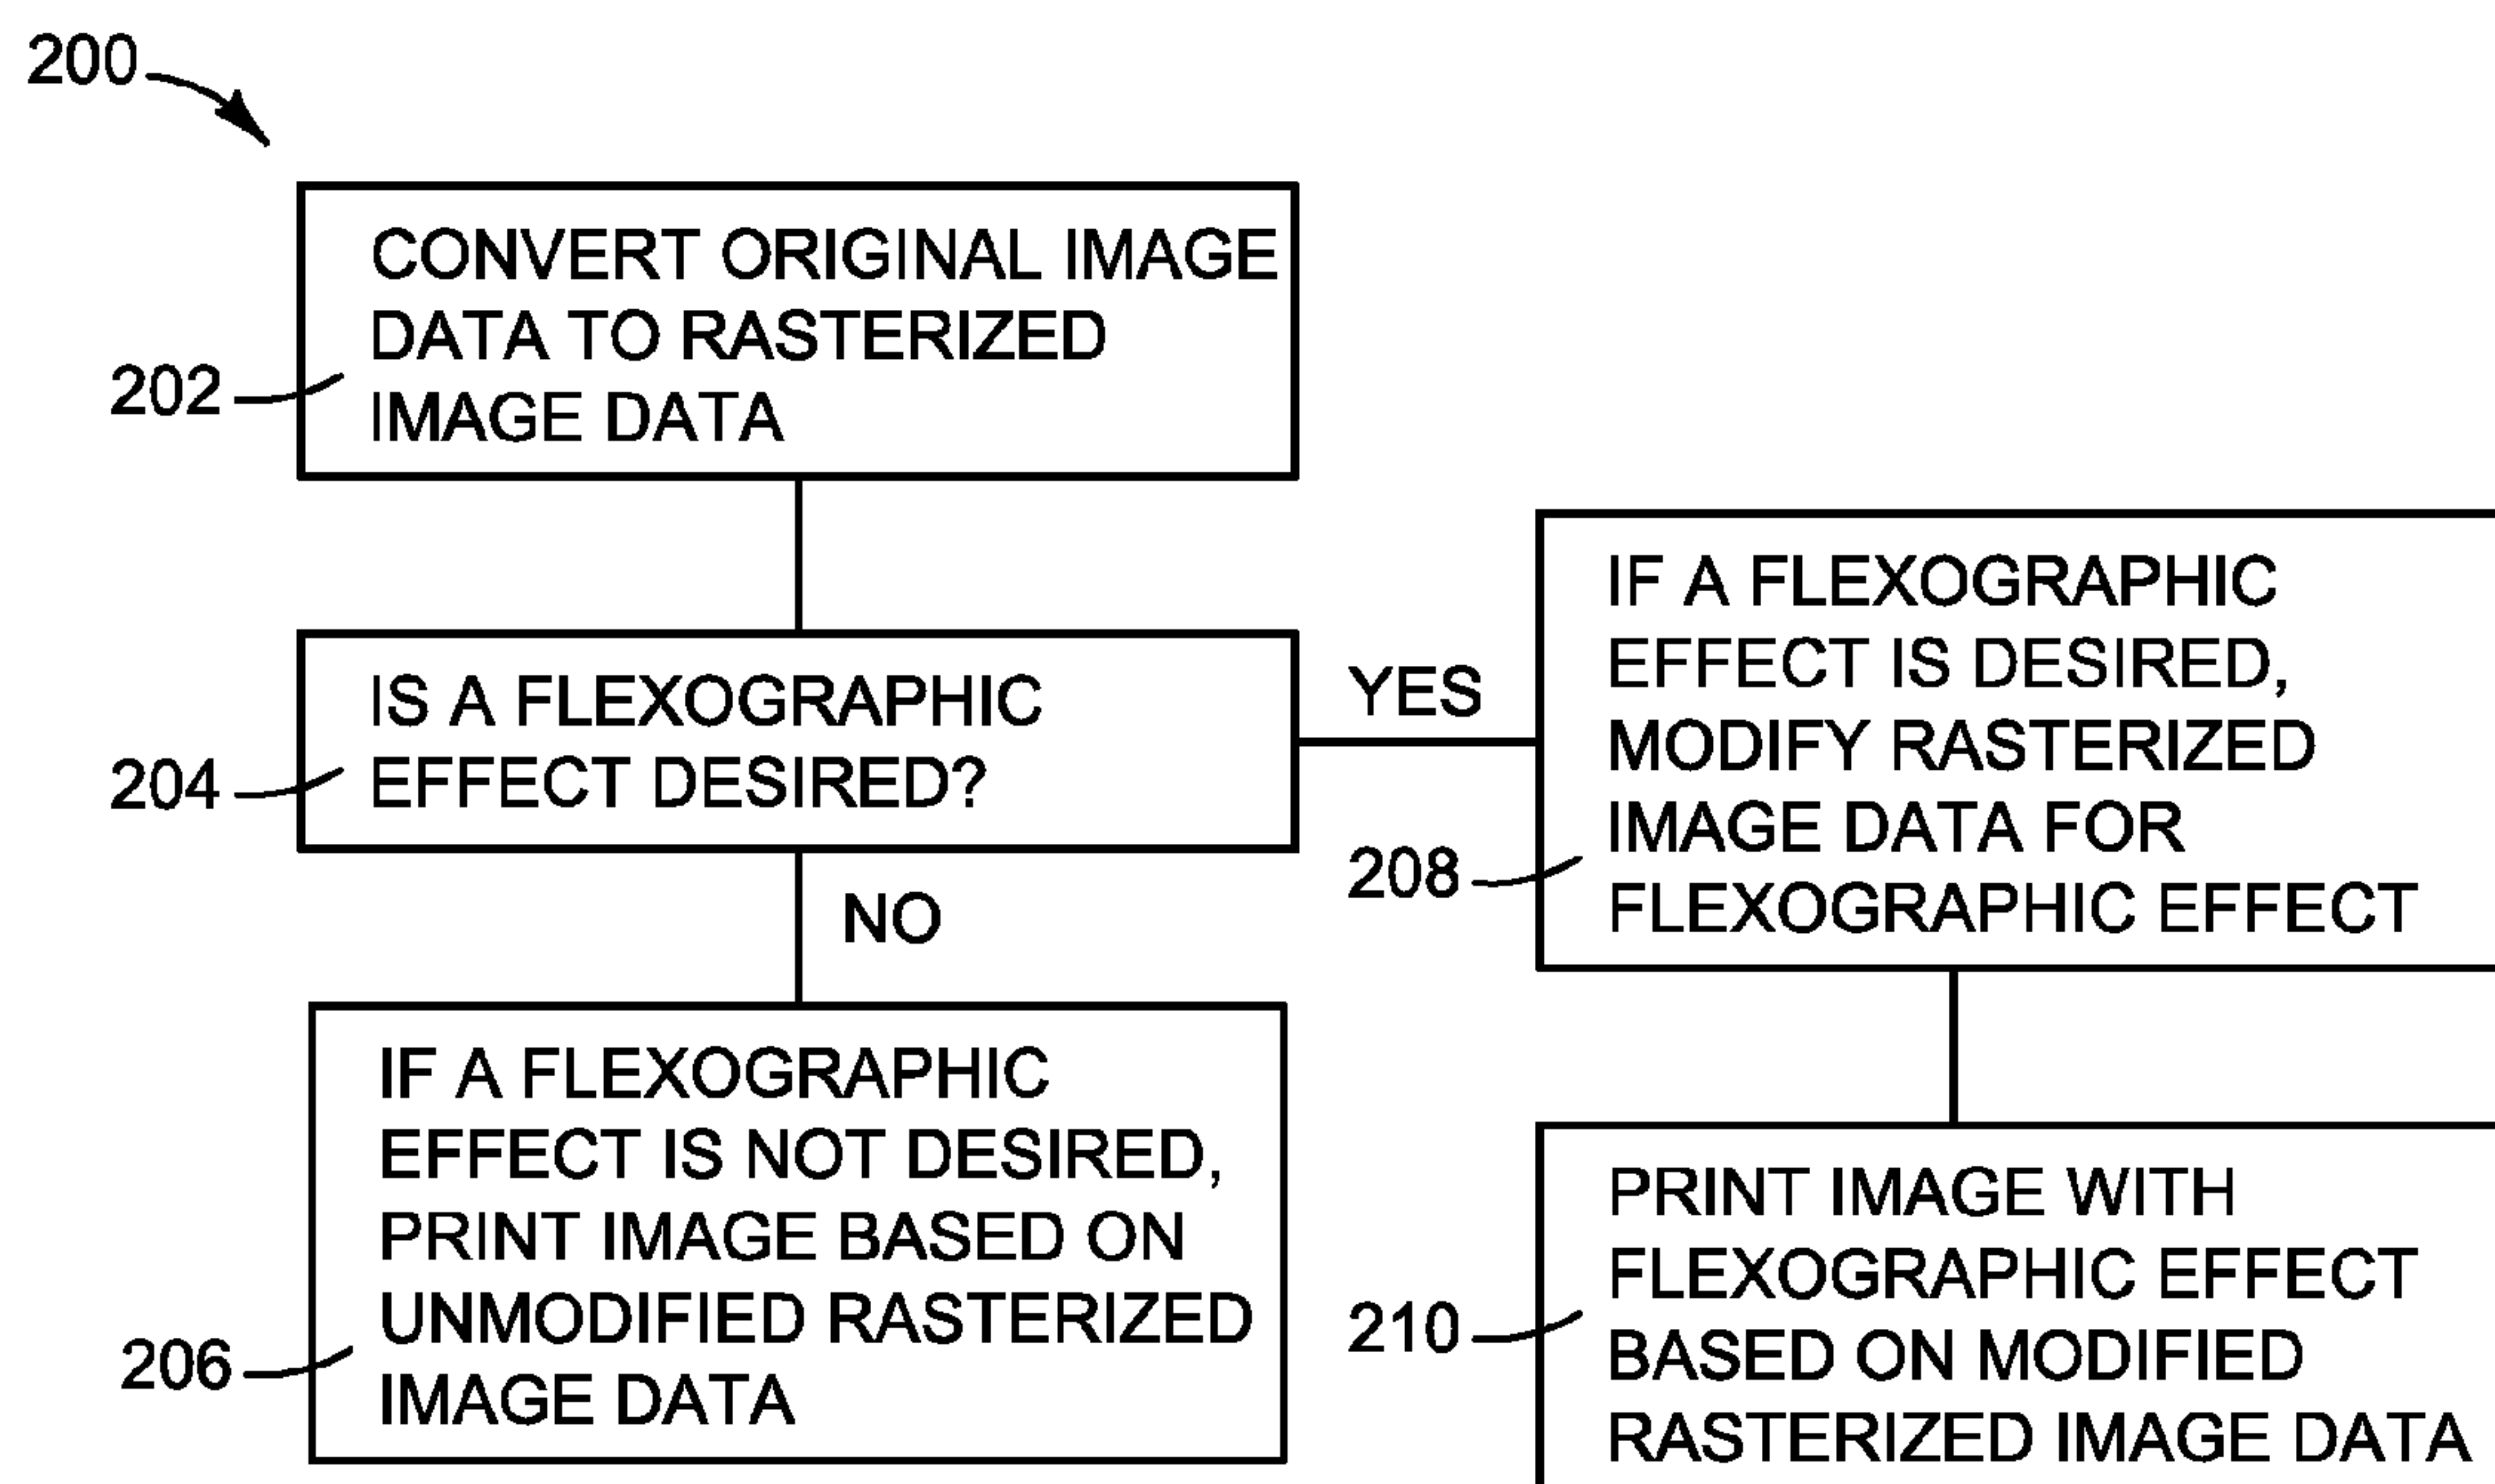 200
CONVERT ORIGINAL IMAGE
DATA TO RASTERIZED
IMAGE DATA
202
IS A FLEXOGRAPHIC
EFFECT DESIRED?
204
YES
NO
IF A FLEXOGRAPHIC
EFFECT IS NOT DESIRED,
PRINT IMAGE BASED ON
UNMODIFIED RASTERIZED
IMAGE DATA
206
IF A FLEXOGRAPHIC
EFFECT IS DESIRED,
MODIFY RASTERIZED
IMAGE DATA FOR
FLEXOGRAPHIC EFFECT
208
PRINT IMAGE WITH
FLEXOGRAPHIC EFFECT
BASED ON MODIFIED
RASTERIZED IMAGE DATA
210